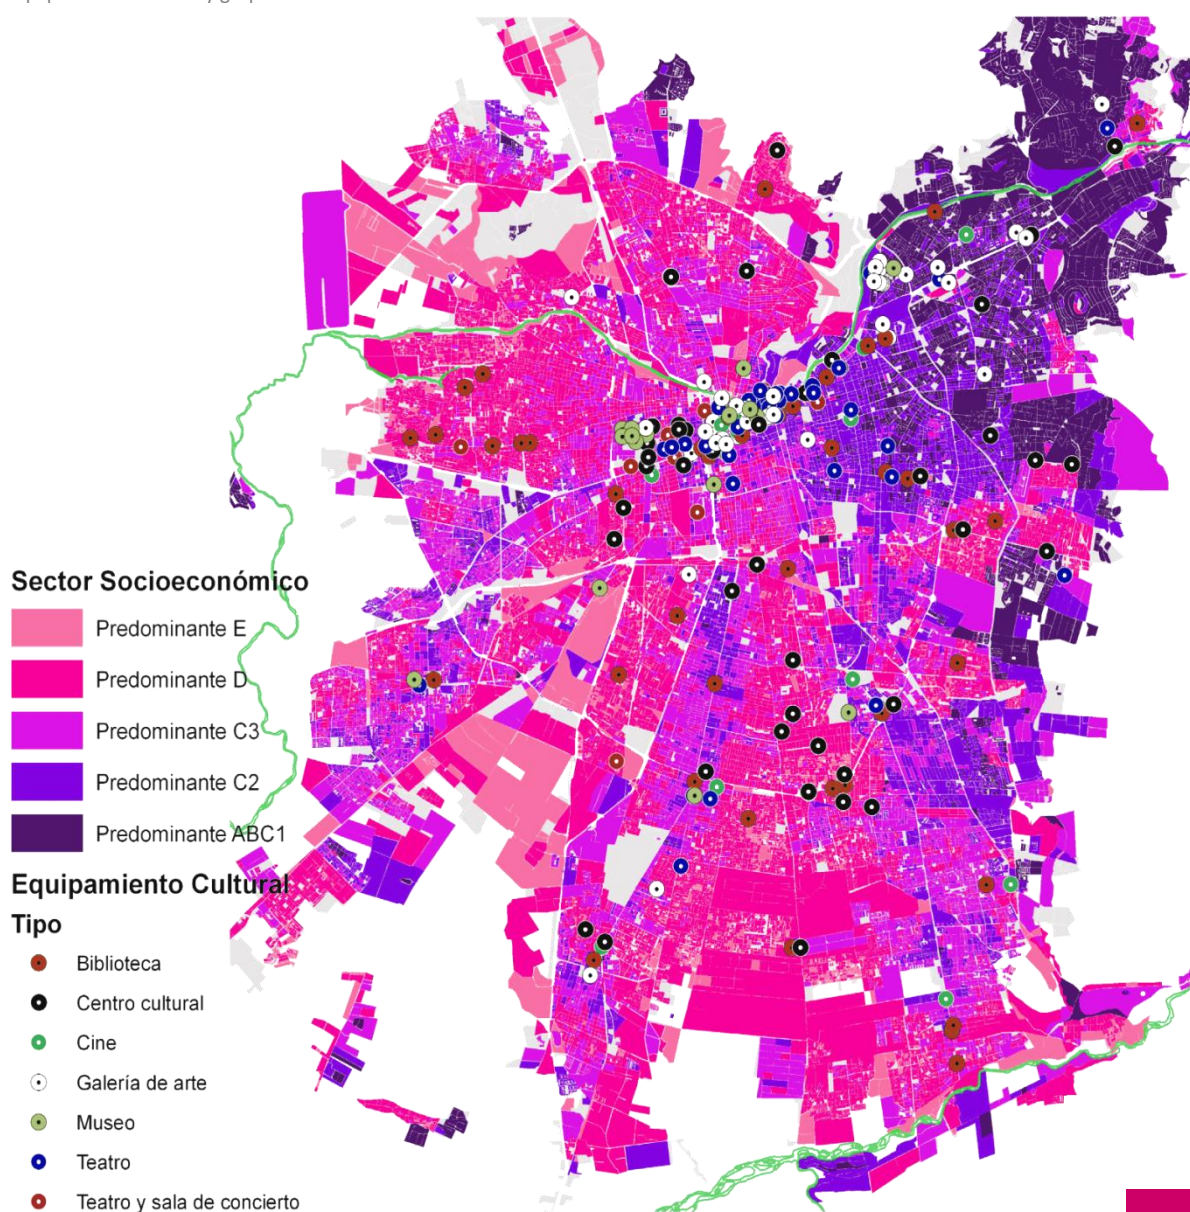 Sector Socioeconómico
Predominante E
Predominante D
Predominante C3
Predominante C2
Predominante ABC1
Equipamiento Cultural
Tipo
Biblioteca
Centro cultural
Cine
Galería de arte
Museo
Teatro
Teatro y sala de concierto